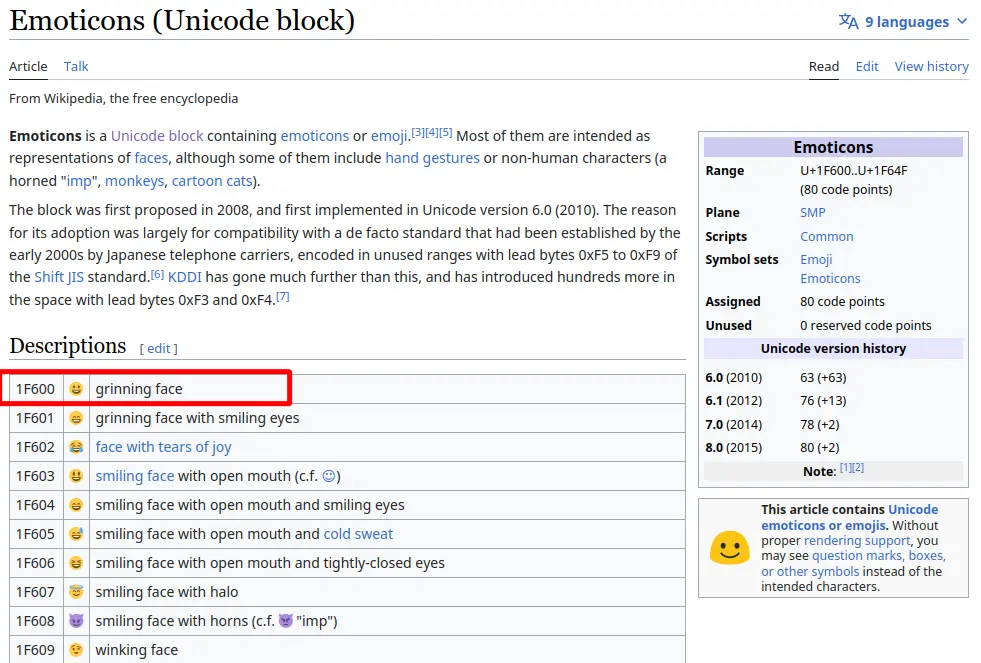 Emoticons (Unicode block)
9 languages
Article Talk
Read Edit View history
From Wikipedia, the free encyclopedia
Emoticons is a Unicode block containing emoticons or emoji.[3][4][5] Most of them are intended as
representations of faces, although some of them include hand gestures or non-human characters (a
horned "imp", monkeys, cartoon cats).
The block was first proposed in 2008, and first implemented in Unicode version 6.0 (2010). The reason
for its adoption was largely for compatibility with a de facto standard that had been established by the
early 2000s by Japanese telephone carriers, encoded in unused ranges with lead bytes 0xF5 to 0xF9 of
the Shift JIS standard.[6] KDDI has gone much further than this, and has introduced hundreds more in
the space with lead bytes 0xF3 and 0xF4.[7]
Descriptions [ edit ]
1F600 😀 grinning face
1F601 😁 grinning face with smiling eyes
1F602 😂 face with tears of joy
1F603 😃 smiling face with open mouth (c.f. ☺)
1F604 😄 smiling face with open mouth and smiling eyes
1F605 😅 smiling face with open mouth and cold sweat
1F606 😆 smiling face with open mouth and tightly-closed eyes
1F607 😇 smiling face with halo
1F608 😈 smiling face with horns (c.f. 👿 "imp")
1F609 😉 winking face
Emoticons
Range U+1F600..U+1F64F
(80 code points)
Plane SMP
Scripts Common
Symbol sets Emoji
Emoticons
Assigned 80 code points
Unused 0 reserved code points
Unicode version history
6.0 (2010) 63 (+63)
6.1 (2012) 76 (+13)
7.0 (2014) 78 (+2)
8.0 (2015) 80 (+2)
Note: [1][2]
This article contains Unicode
emoticons or emojis. Without
proper rendering support, you
may see question marks, boxes,
or other symbols instead of the
intended characters.